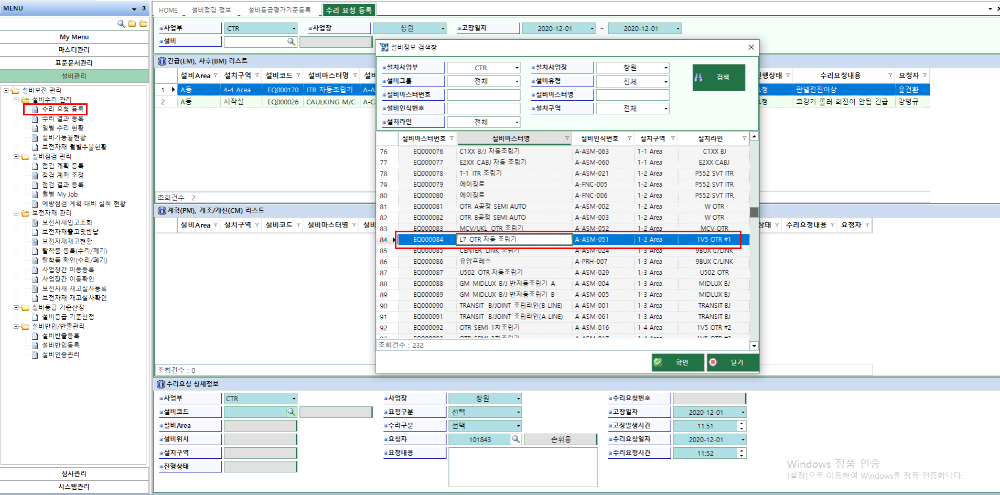 MENU
My Menu
마스터관리
표준문서관리
설비관리
설비보전 관리
설비수리 관리
수리 요청 등록
수리 결과 등록
일별 수리 현황
설비가동율현황
보전자재 월별수불현황
설비점검 관리
점검 계획 등록
점검 계획 조정
점검 결과 등록
월별 My Job
예방점검 계획 대비 실적 현황
보전자재 관리
보전자재입고조회
보전자재출고및반납
보전자재재고현황
탈착품 등록(수리/폐기)
탈착품 확인(수리/폐기)
사업장간 이동등록
사업장간 이동확인
보전자재 재고실사등록
보전자재 재고실사확인
설비등급 기준산정
설비등급 기준산정
설비반입/반출관리
설비반출등록
설비반입등록
설비인증관리
심사관리
시스템관리
HOME 설비점검 정보 설비등급평가기준등록 수리 요청 등록
사업부 CTR 사업장 창원 고장일자 2020-12-01 ~ 2020-12-01
설비
긴급(EM), 사후(BM) 리스트
설비Area 설치구역 설비코드 설비마스터명 설비 진행상태 수리요청내용 요청자
1 A동 4-4 Area EQ000170 ITR 자동조립기 A-A 요청 판넬전진이상 윤건환
2 A동 시작실 EQ000026 CAULKING M/C A-C 요청 코킹기 롤러 회전이 안됨 긴급 강병규
조회건수 : 2
계획(PM), 개조/개선(CM) 리스트
설비Area 설치구역 설비코드 설비마스터명 설비 상태 수리요청내용 요청자
조회건수 : 0
설비정보 검색창
설치사업부 CTR 설치사업장 창원 검색
설비그룹 전체 설비유형 전체
설비마스터번호 설비마스터명
설비인식번호 설치구역 전체
설치라인 전체
설비마스터번호 설비마스터명 설비인식번호 설치구역 설치라인
76 EQ000076 C1XX B/J 자동조립기 A-ASM-063 1-1 Area C1XX BJ
77 EQ000077 E2XX CABJ 자동 조립기 A-ASM-060 1-1 Area E2XX CABJ
78 EQ000078 T-1 ITR 조립기 A-ASM-021 1-2 Area P552 SVT ITR
79 EQ000079 에이징로 A-FNC-005 1-2 Area P552 SVT ITR
80 EQ000080 에이징로 A-FNC-006 1-2 Area P552 SVT ITR
81 EQ000081 OTR A공정 SEMI AUTO A-ASM-002 1-2 Area W OTR
82 EQ000082 OTR B공정 SEMI AUTO A-ASM-003 1-2 Area W OTR
83 EQ000083 MCV/UKL OTR 조립기 A-ASM-052 1-2 Area MCV OTR
84 EQ000084 L7 OTR 자동 조립기 A-ASM-051 1-2 Area 1V5 OTR #1
85 EQ000085 CENTER LINK 조립기 A-ASM-024 1-3 Area 9BUX C/LINK
86 EQ000086 유압프레스 A-PRH-007 1-3 Area 9BUX C/LINK
87 EQ000087 U502 OTR 자동조립기 A-ASM-029 1-3 Area U502 OTR
88 EQ000088 GM MIDLUX B/J 반자동조립기 A A-ASM-004 1-3 Area MIDLUX BJ
89 EQ000089 GM MIDLUX B/J 반자동조립기 B A-ASM-005 1-3 Area MIDLUX BJ
90 EQ000090 TRANSIT B/JOINT 조립라인(B-LINE) A-ASM-001 1-3 Area TRANSIT BJ
91 EQ000091 TRANSIT B/JOINT 조립라인(A-LINE) A-ASM-061 1-3 Area TRANSIT BJ
92 EQ000092 OTR SEMI 1차조립기 A-ASM-016 1-4 Area 1V5 OTR #2
93 EQ000093 OTR SEMI 2차조립기 A-ASM-017 1-4 Area 1V5 OTR #2
조회건수 : 232
확인 닫기
수리요청 상세정보
사업부 CTR 사업장 창원 수리요청번호
설비코드 요청구분 선택 고장일자 2020-12-01
설비Area 수리구분 선택 고장발생시간 11:51
설비위치 요청자 101843 손휘웅 수리요청일자 2020-12-01
설치구역 요청내용 수리요청시간 11:52
진행상태
Windows 정품 인증
[설정]으로 이동하여 Windows를 정품 인증합니다.